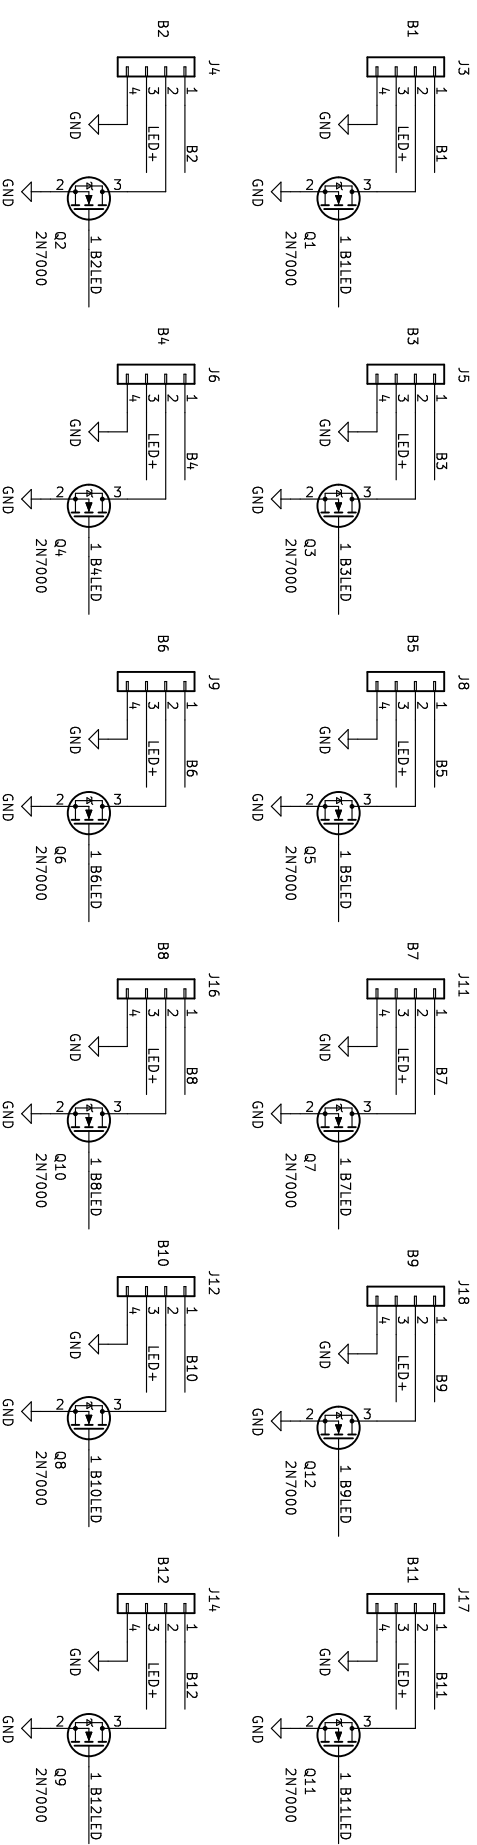 J3
B1
1
2
3
4
B1
LED+
GND
3
2
GND
1
B1LED
Q1
2N7000
J4
B2
1
2
3
4
B2
LED+
GND
3
2
GND
1
B2LED
Q2
2N7000
J5
B3
1
2
3
4
B3
LED+
GND
3
2
GND
1
B3LED
Q3
2N7000
J6
B4
1
2
3
4
B4
LED+
GND
3
2
GND
1
B4LED
Q4
2N7000
J8
B5
1
2
3
4
B5
LED+
GND
3
2
GND
1
B5LED
Q5
2N7000
J9
B6
1
2
3
4
B6
LED+
GND
3
2
GND
1
B6LED
Q6
2N7000
J11
B7
1
2
3
4
B7
LED+
GND
3
2
GND
1
B7LED
Q7
2N7000
J16
B8
1
2
3
4
B8
LED+
GND
3
2
GND
1
B8LED
Q10
2N7000
J18
B9
1
2
3
4
B9
LED+
GND
3
2
GND
1
B9LED
Q12
2N7000
J12
B10
1
2
3
4
B10
LED+
GND
3
2
GND
1
B10LED
Q8
2N7000
J17
B11
1
2
3
4
B11
LED+
GND
3
2
GND
1
B11LED
Q11
2N7000
J14
B12
1
2
3
4
B12
LED+
GND
3
2
GND
1
B12LED
Q9
2N7000